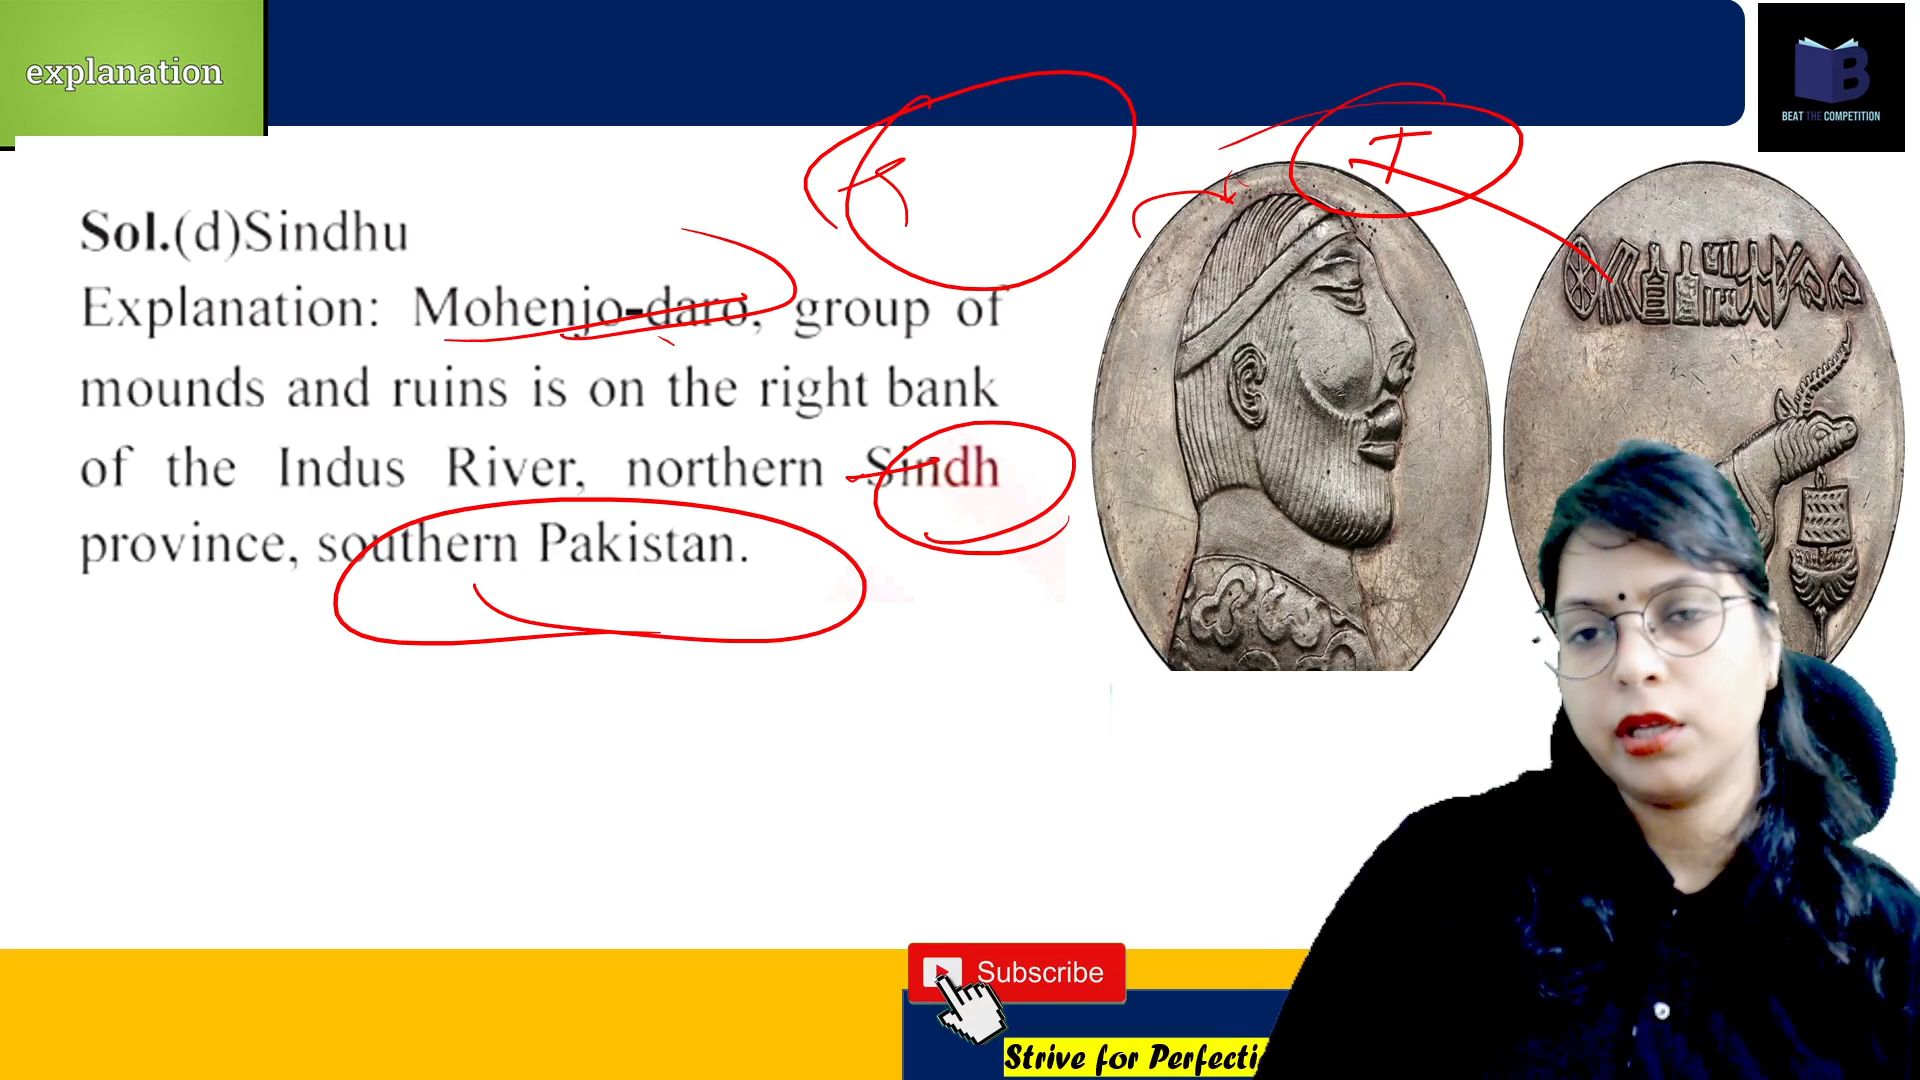 explanation
BEAT THE COMPETITION
Sol.(d)Sindhu
Explanation: Mohenjo-daro, group of
mounds and ruins is on the right bank
of the Indus River, northern Sindh
province, southern Pakistan.
Subscribe
Strive for